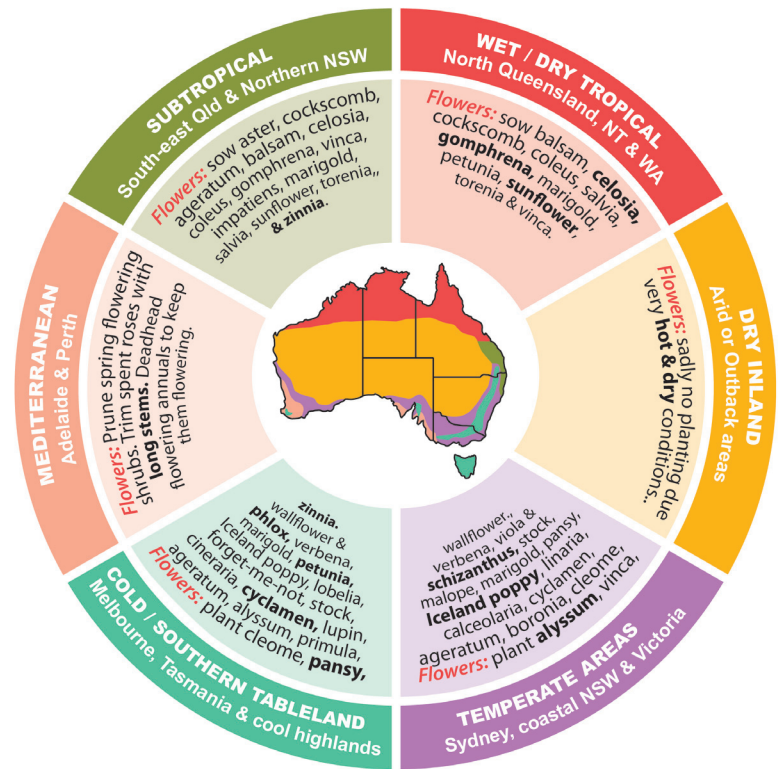 SUBTROPICAL
South-east Qld & Northern NSW
Flowers: sow aster, cockscomb,
ageratum, balsam, celosia,
coleus, gomphrena, vinca,
impatiens, marigold,
salvia, sunflower, torenia,,
& zinnia.
WET / DRY TROPICAL
North Queensland, NT & WA
Flowers: sow balsam, celosia,
cockscomb, coleus, salvia,
gomphrena, marigold,
petunia, sunflower,
torenia & vinca.
DRY INLAND
Arid or Outback areas
Flowers: sadly no planting due
very hot & dry conditions..
TEMPERATE AREAS
Sydney, coastal NSW & Victoria
Flowers: plant alyssum, vinca,
ageratum, boronia, cleome,
calceolaria, cyclamen,
Iceland poppy, linaria,
malope, marigold, pansy,
schizanthus, stock,
verbena, viola &
wallflower.,
COLD / SOUTHERN TABLELAND
Melbourne, Tasmania & cool highlands
Flowers: plant cleome, pansy,
ageratum, alyssum, primula,
cineraria, cyclamen, lupin,
forget-me-not, stock,
Iceland poppy, lobelia,
marigold, petunia,
phlox, verbena,
wallflower &
zinnia.
MEDITERRANEAN
Adelaide & Perth
Flowers: Prune spring flowering
shrubs. Trim spent roses with
long stems. Deadhead
flowering annuals to keep
them flowering.